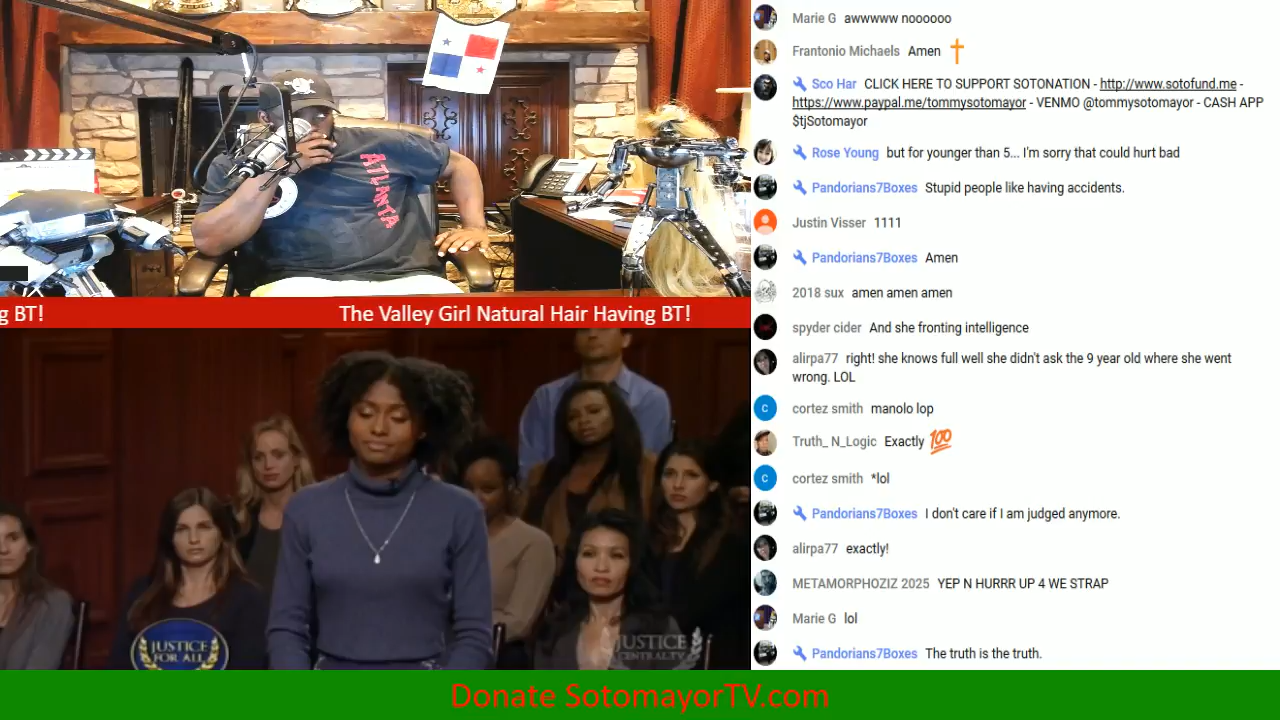 ATLANTA
g BT!
The Valley Girl Natural Hair Having BT!
JUSTICE
FOR ALL
JUSTICE
CENTRAL.TV
Marie G awwwww noooooo
Frantonio Michaels Amen
Sco Har CLICK HERE TO SUPPORT SOTONATION - http://www.sotofund.me -
https://www.paypal.me/tommysotomayor - VENMO @tommysotomayor - CASH APP
$tjSotomayor
Rose Young but for younger than 5... I'm sorry that could hurt bad
Pandorians7Boxes Stupid people like having accidents.
Justin Visser 1111
Pandorians7Boxes Amen
2018 sux amen amen amen
spyder cider And she fronting intelligence
alirpa77 right! she knows full well she didn't ask the 9 year old where she went
wrong. LOL
C cortez smith manolo lop
Truth_ N_Logic Exactly 100
C cortez smith *lol
Pandorians7Boxes I don't care if I am judged anymore.
alirpa77 exactly!
METAMORPHOZIZ 2025 YEP N HURRR UP 4 WE STRAP
Marie G lol
Pandorians7Boxes The truth is the truth.
Donate SotomayorTV.com